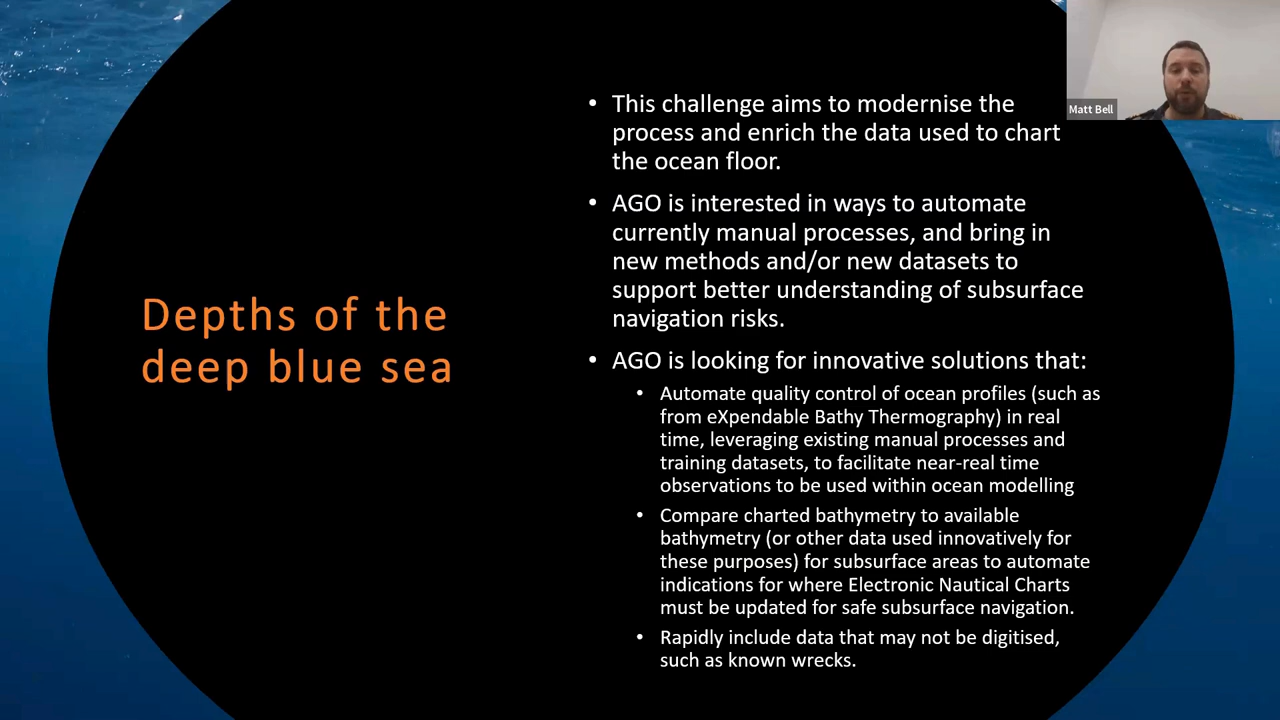 Depths of the
deep blue sea
• This challenge aims to modernise the
process and enrich the data used to chart
the ocean floor.
• AGO is interested in ways to automate
currently manual processes, and bring in
new methods and/or new datasets to
support better understanding of subsurface
navigation risks.
• AGO is looking for innovative solutions that:
• Automate quality control of ocean profiles (such as
from eXpendable Bathy Thermography) in real
time, leveraging existing manual processes and
training datasets, to facilitate near-real time
observations to be used within ocean modelling
• Compare charted bathymetry to available
bathymetry (or other data used innovatively for
these purposes) for subsurface areas to automate
indications for where Electronic Nautical Charts
must be updated for safe subsurface navigation.
• Rapidly include data that may not be digitised,
such as known wrecks.
Matt Bell